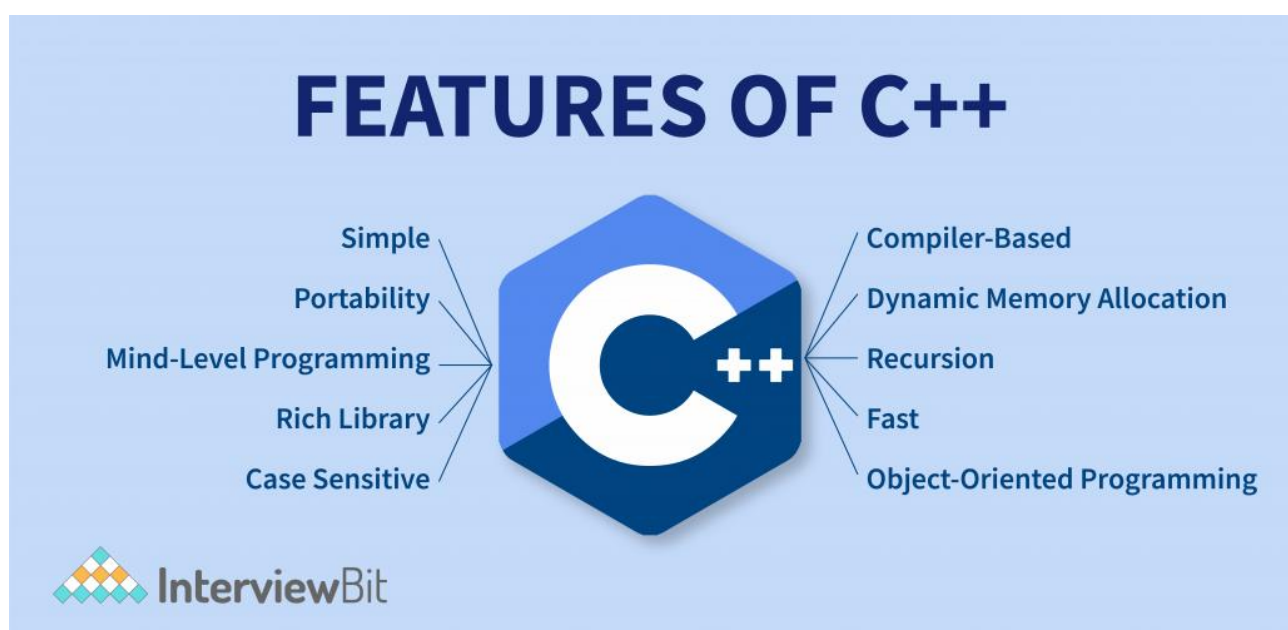 FEATURES OF C++
Simple
Portability
Mind-Level Programming
Rich Library
Case Sensitive
C++
Compiler-Based
Dynamic Memory Allocation
Recursion
Fast
Object-Oriented Programming
InterviewBit